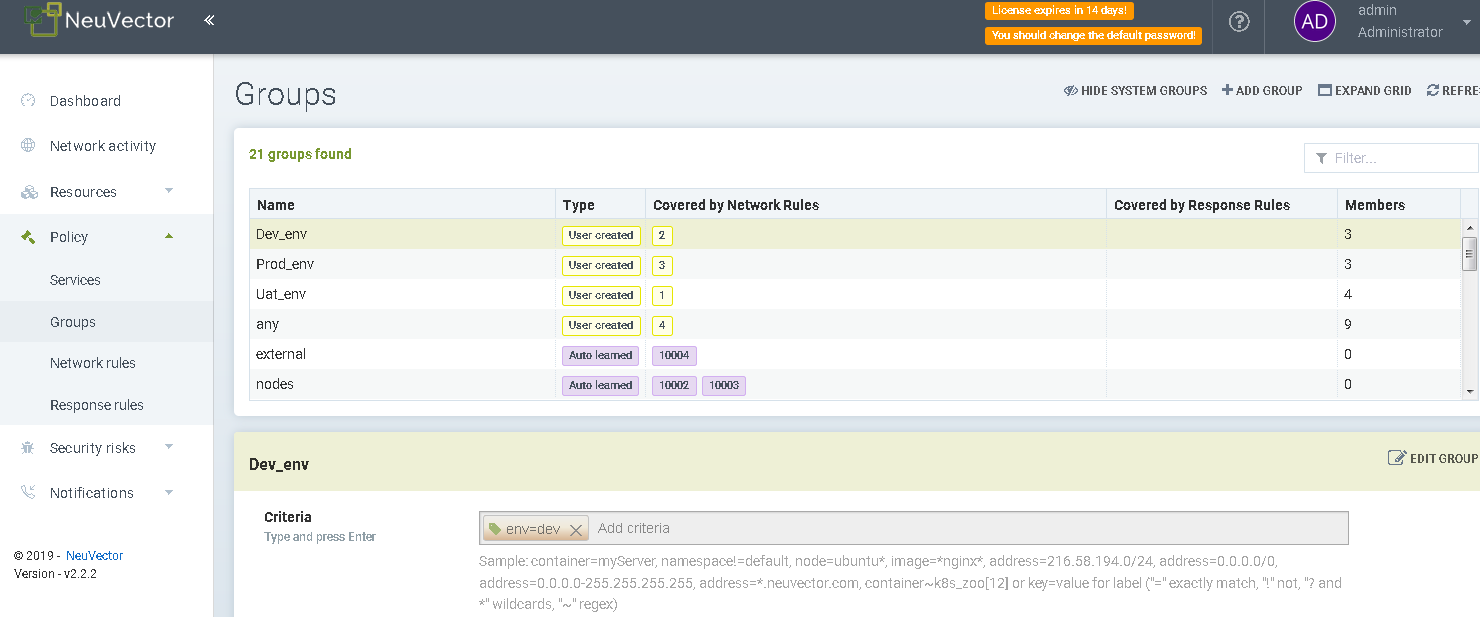 NeuVector
License expires in 14 days!
You should change the default password!
AD
admin
Administrator
Dashboard
Network activity
Resources
Policy
Services
Groups
Network rules
Response rules
Security risks
Notifications
© 2019 - NeuVector
Version - v2.2.2
Groups
HIDE SYSTEM GROUPS ADD GROUP EXPAND GRID REFRE
21 groups found
Filter...
Name Type Covered by Network Rules Covered by Response Rules Members
Dev_env User created 2 3
Prod_env User created 3 3
Uat_env User created 1 4
any User created 4 9
external Auto learned 10004 0
nodes Auto learned 10002 10003 0
Dev_env
EDIT GROUP
Criteria
Type and press Enter
env=dev Add criteria
Sample: container=myServer, namespace!=default, node=ubuntu*, image=*nginx*, address=216.58.194.0/24, address=0.0.0.0/0,
address=0.0.0.0-255.255.255.255, address=*.neuvector.com, container~k8s_zoo[12] or key=value for label ("=" exactly match, "!" not, "? and
*" wildcards, "~" regex)